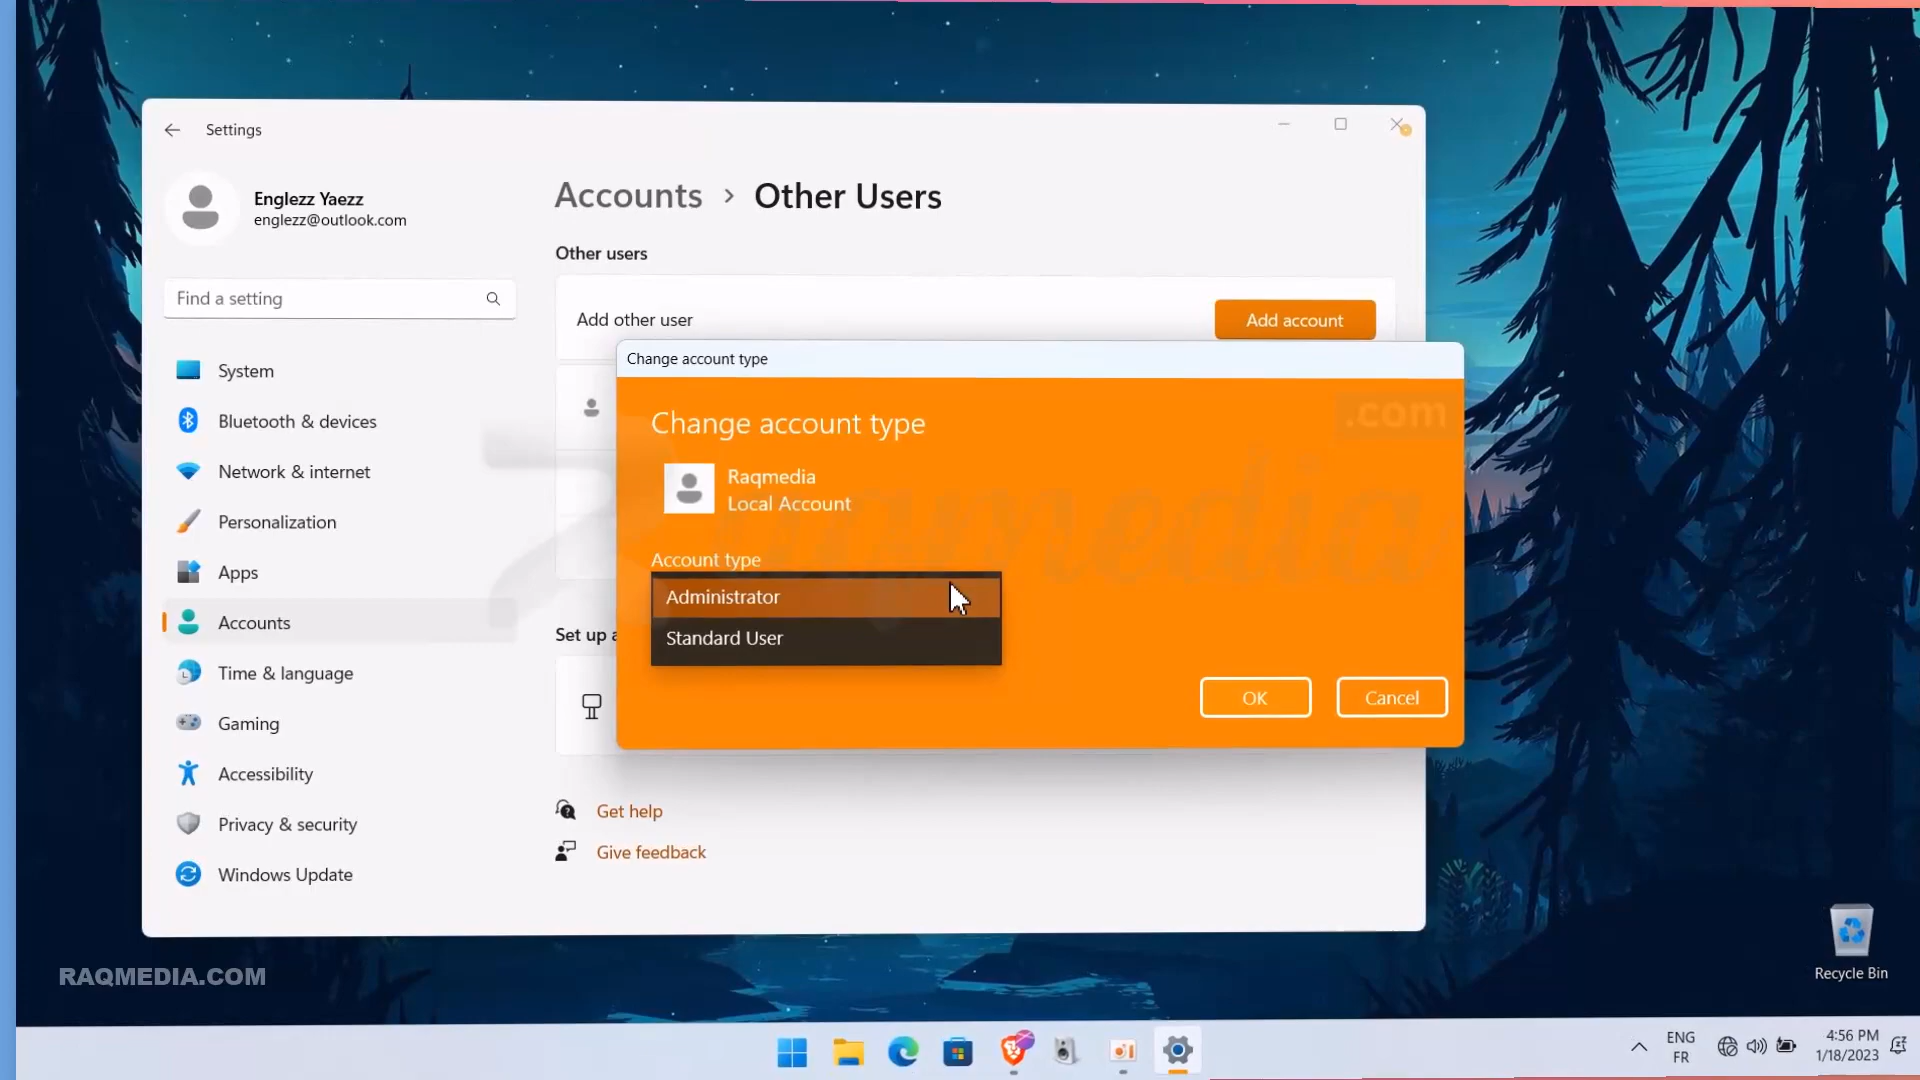 Settings
Englezz Yaezz
englezz@outlook.com
Find a setting
System
Bluetooth & devices
Network & internet
Personalization
Apps
Accounts
Time & language
Gaming
Accessibility
Privacy & security
Windows Update
Accounts > Other Users
Other users
Add other user
Add account
Change account type
Change account type
.com
Raqmedia
Local Account
Raqmedia
Account type
Administrator
Standard User
OK
Cancel
Set up a
Get help
Give feedback
RAQMEDIA.COM
Recycle Bin
ENG
FR
4:56 PM
1/18/2023